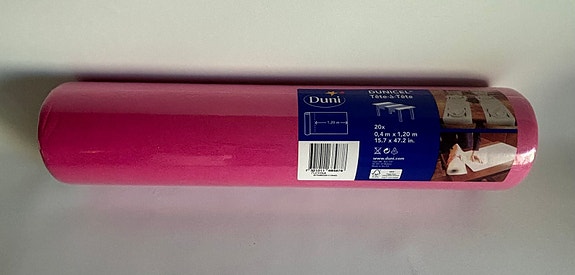 Duni
DUNICEL®
Tête-à-Tête
1,20 m
20x
0,4 m x 1,20 m
15.7 x 47.2 in.
www.duni.com
FSC